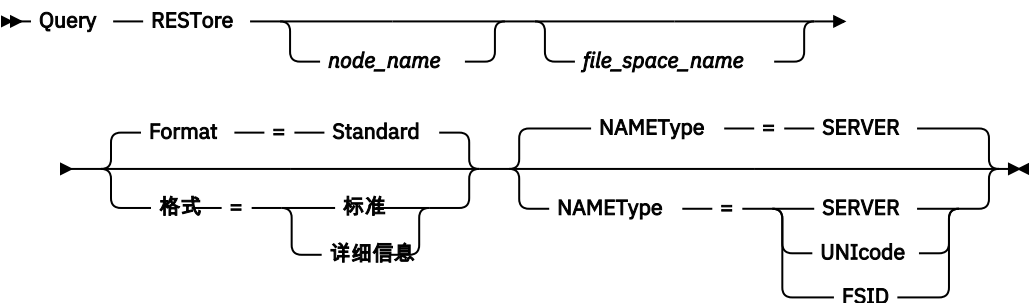 Query RESTore
node_name file_space_name
Format = Standard NAMEType = SERVER
格式 = 标准 NAMEType = SERVER
详细信息 UNIcode
FSID